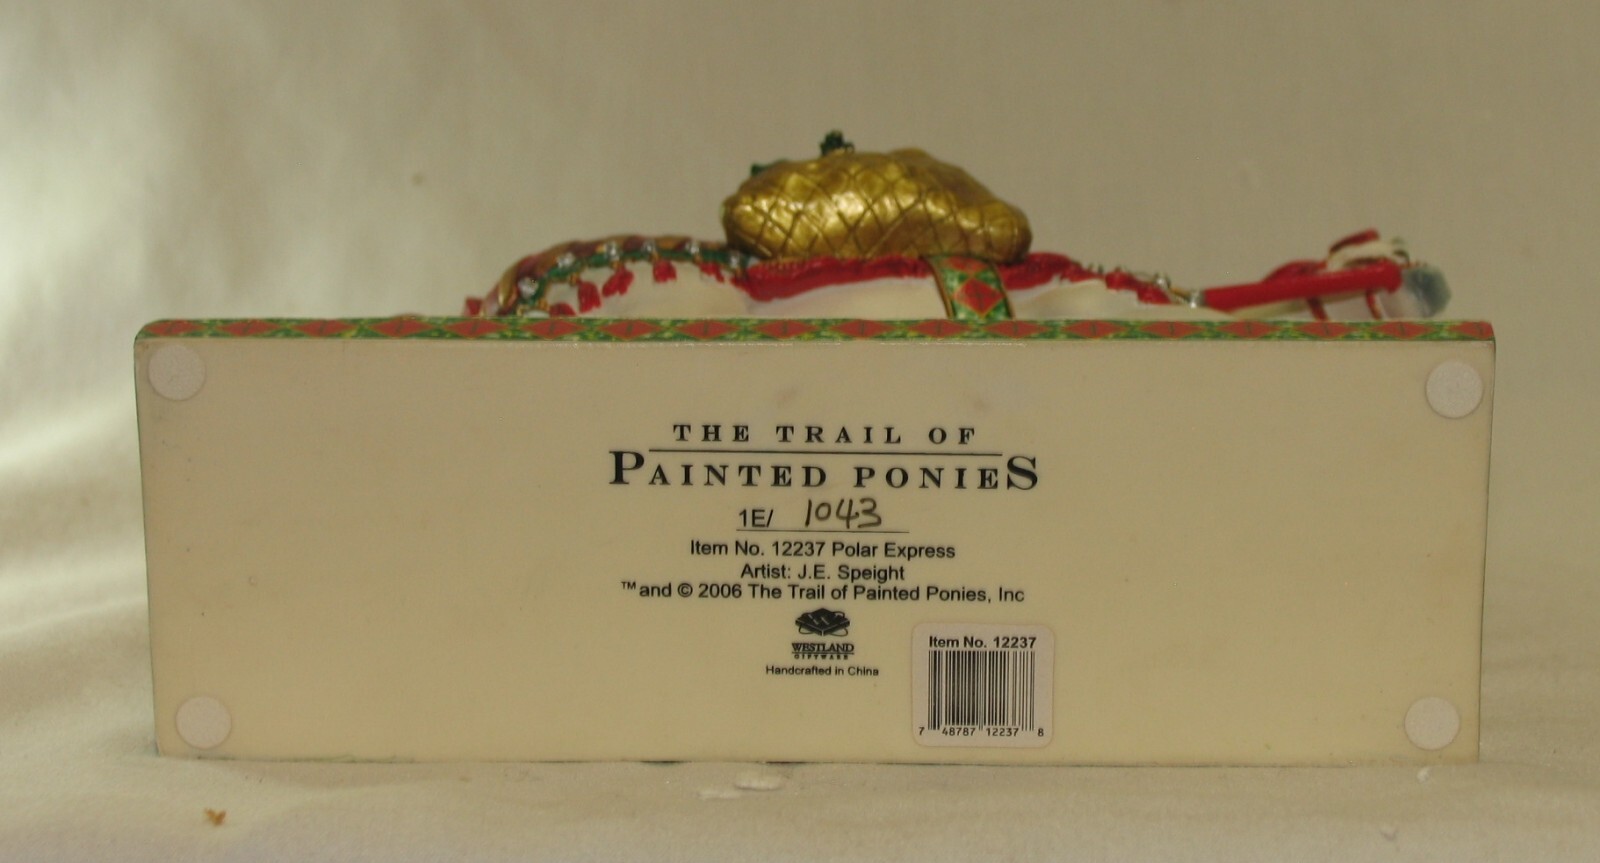 THE TRAIL OF
PAINTED PONIES
1E/ 1043
Item No. 12237 Polar Express
Artist: J.E. Speight
™and © 2006 The Trail of Painted Ponies, Inc
WESTLAND
GIFTWARE
Handcrafted in China
Item No. 12237
7 48787 12237 8